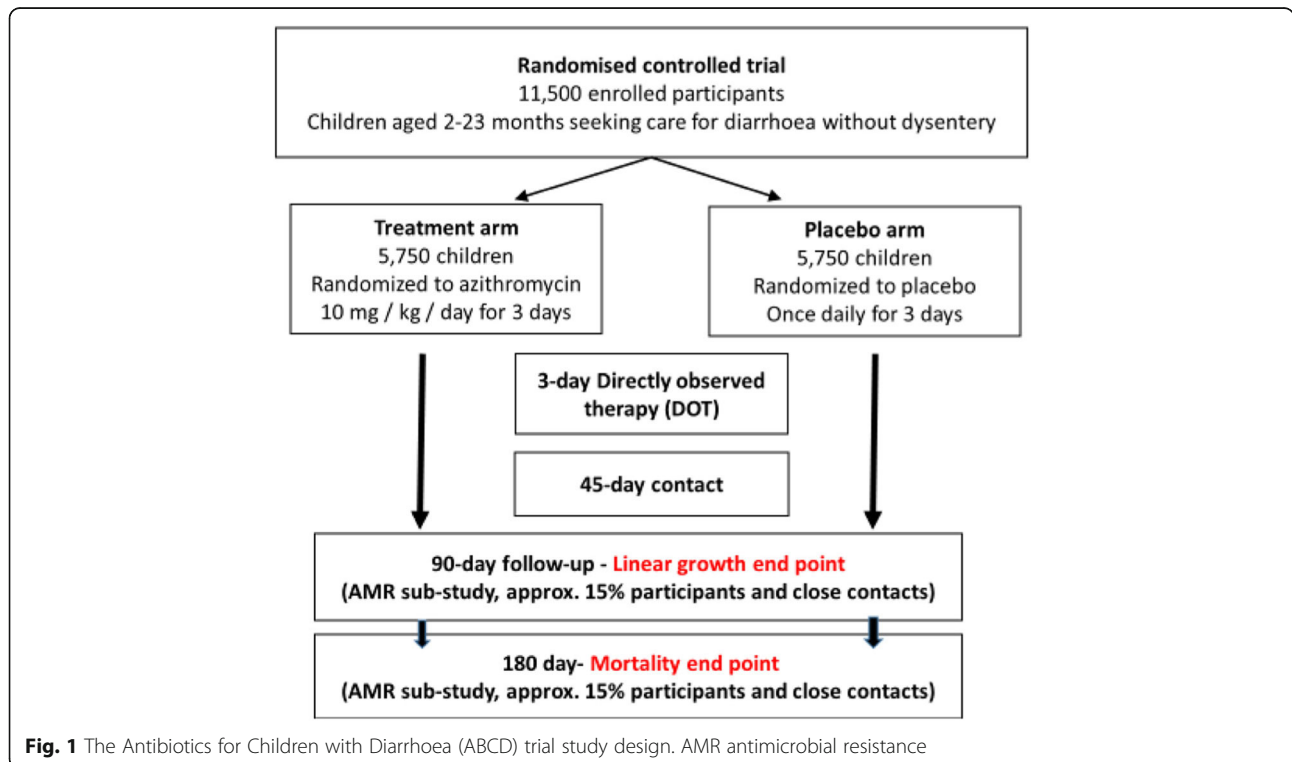 Randomised controlled trial
11,500 enrolled participants
Children aged 2-23 months seeking care for diarrhoea without dysentery
Treatment arm
5,750 children
Randomized to azithromycin
10 mg / kg / day for 3 days
Placebo arm
5,750 children
Randomized to placebo
Once daily for 3 days
3-day Directly observed
therapy (DOT)
45-day contact
90-day follow-up - Linear growth end point
(AMR sub-study, approx. 15% participants and close contacts)
180 day- Mortality end point
(AMR sub-study, approx. 15% participants and close contacts)
Fig. 1 The Antibiotics for Children with Diarrhoea (ABCD) trial study design. AMR antimicrobial resistance